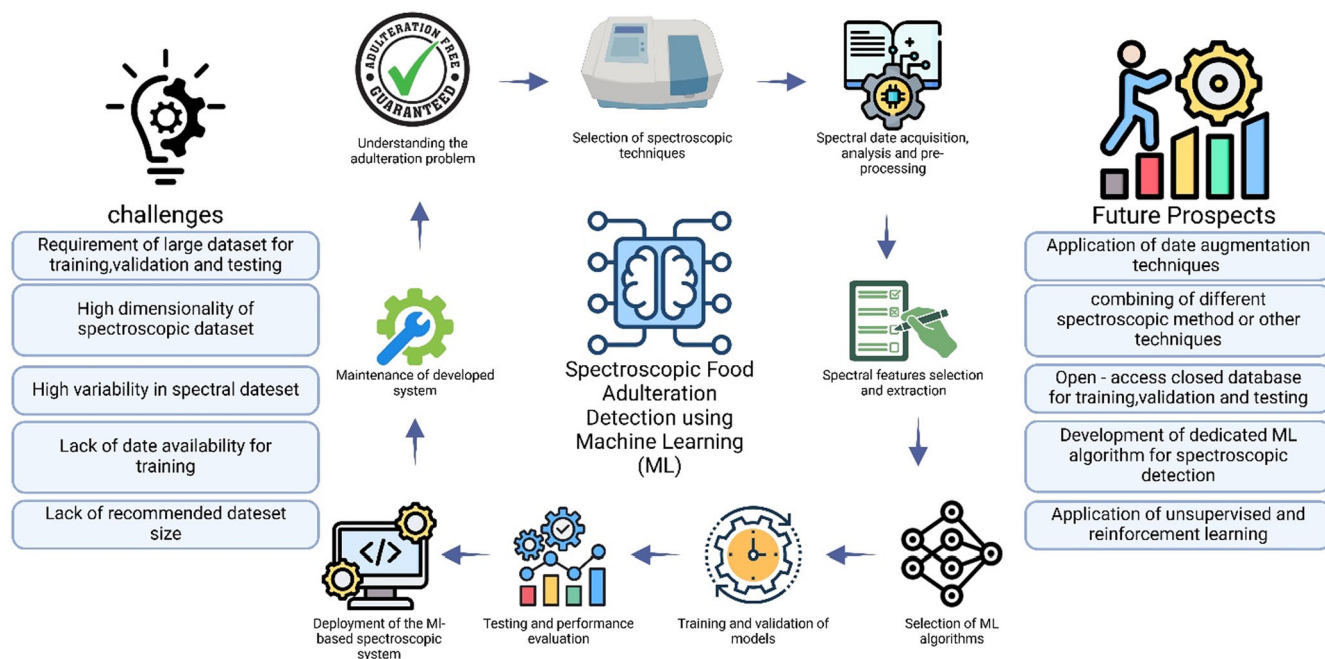 ADULTERATION FREE
GUARANTEED
Understanding the
adulteration problem
Selection of spectroscopic
techniques
Spectral date acquisition,
analysis and pre-
processing
challenges
Requirement of large dataset for
training,validation and testing
High dimensionality of
spectroscopic dataset
High variability in spectral dateset
Lack of date availability for
training
Lack of recommended dateset
size
Maintenance of developed
system
Spectroscopic Food
Adulteration
Detection using
Machine Learning
(ML)
Spectral features selection
and extraction
Future Prospects
Application of date augmentation
techniques
combining of different
spectroscopic method or other
techniques
Open - access closed database
for training,validation and testing
Development of dedicated ML
algorithm for spectroscopic
detection
Application of unsupervised and
reinforcement learning
</>
Deployment of the Ml-
based spectroscopic
system
Testing and performance
evaluation
Training and validation of
models
Selection of ML
algorithms